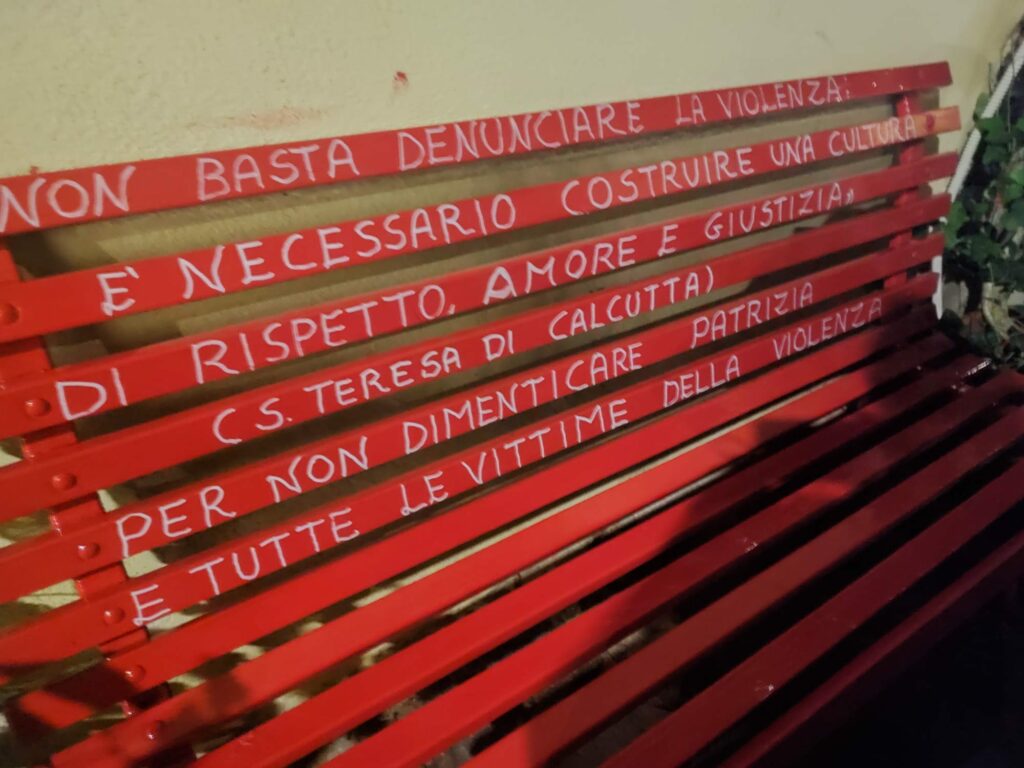 NON BASTA DENUNCIARE LA VIOLENZA:
E' NECESSARIO COSTRUIRE UNA CULTURA
DI RISPETTO, AMORE E GIUSTIZIA»
(S. TERESA DI CALCUTTA)
PER NON DIMENTICARE PATRIZIA
E TUTTE LE VITTIME DELLA VIOLENZA